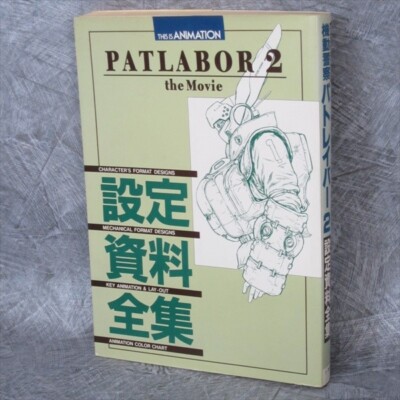 THIS IS ANIMATION
PATLABOR 2
the Movie
CHARACTER'S FORMAT DESIGNS
設定
MECHANICAL FORMAT DESIGNS
資料
KEY ANIMATION & LAY-OUT
全集
ANIMATION COLOR CHART
機動警察パトレイバー2
設定資料全集